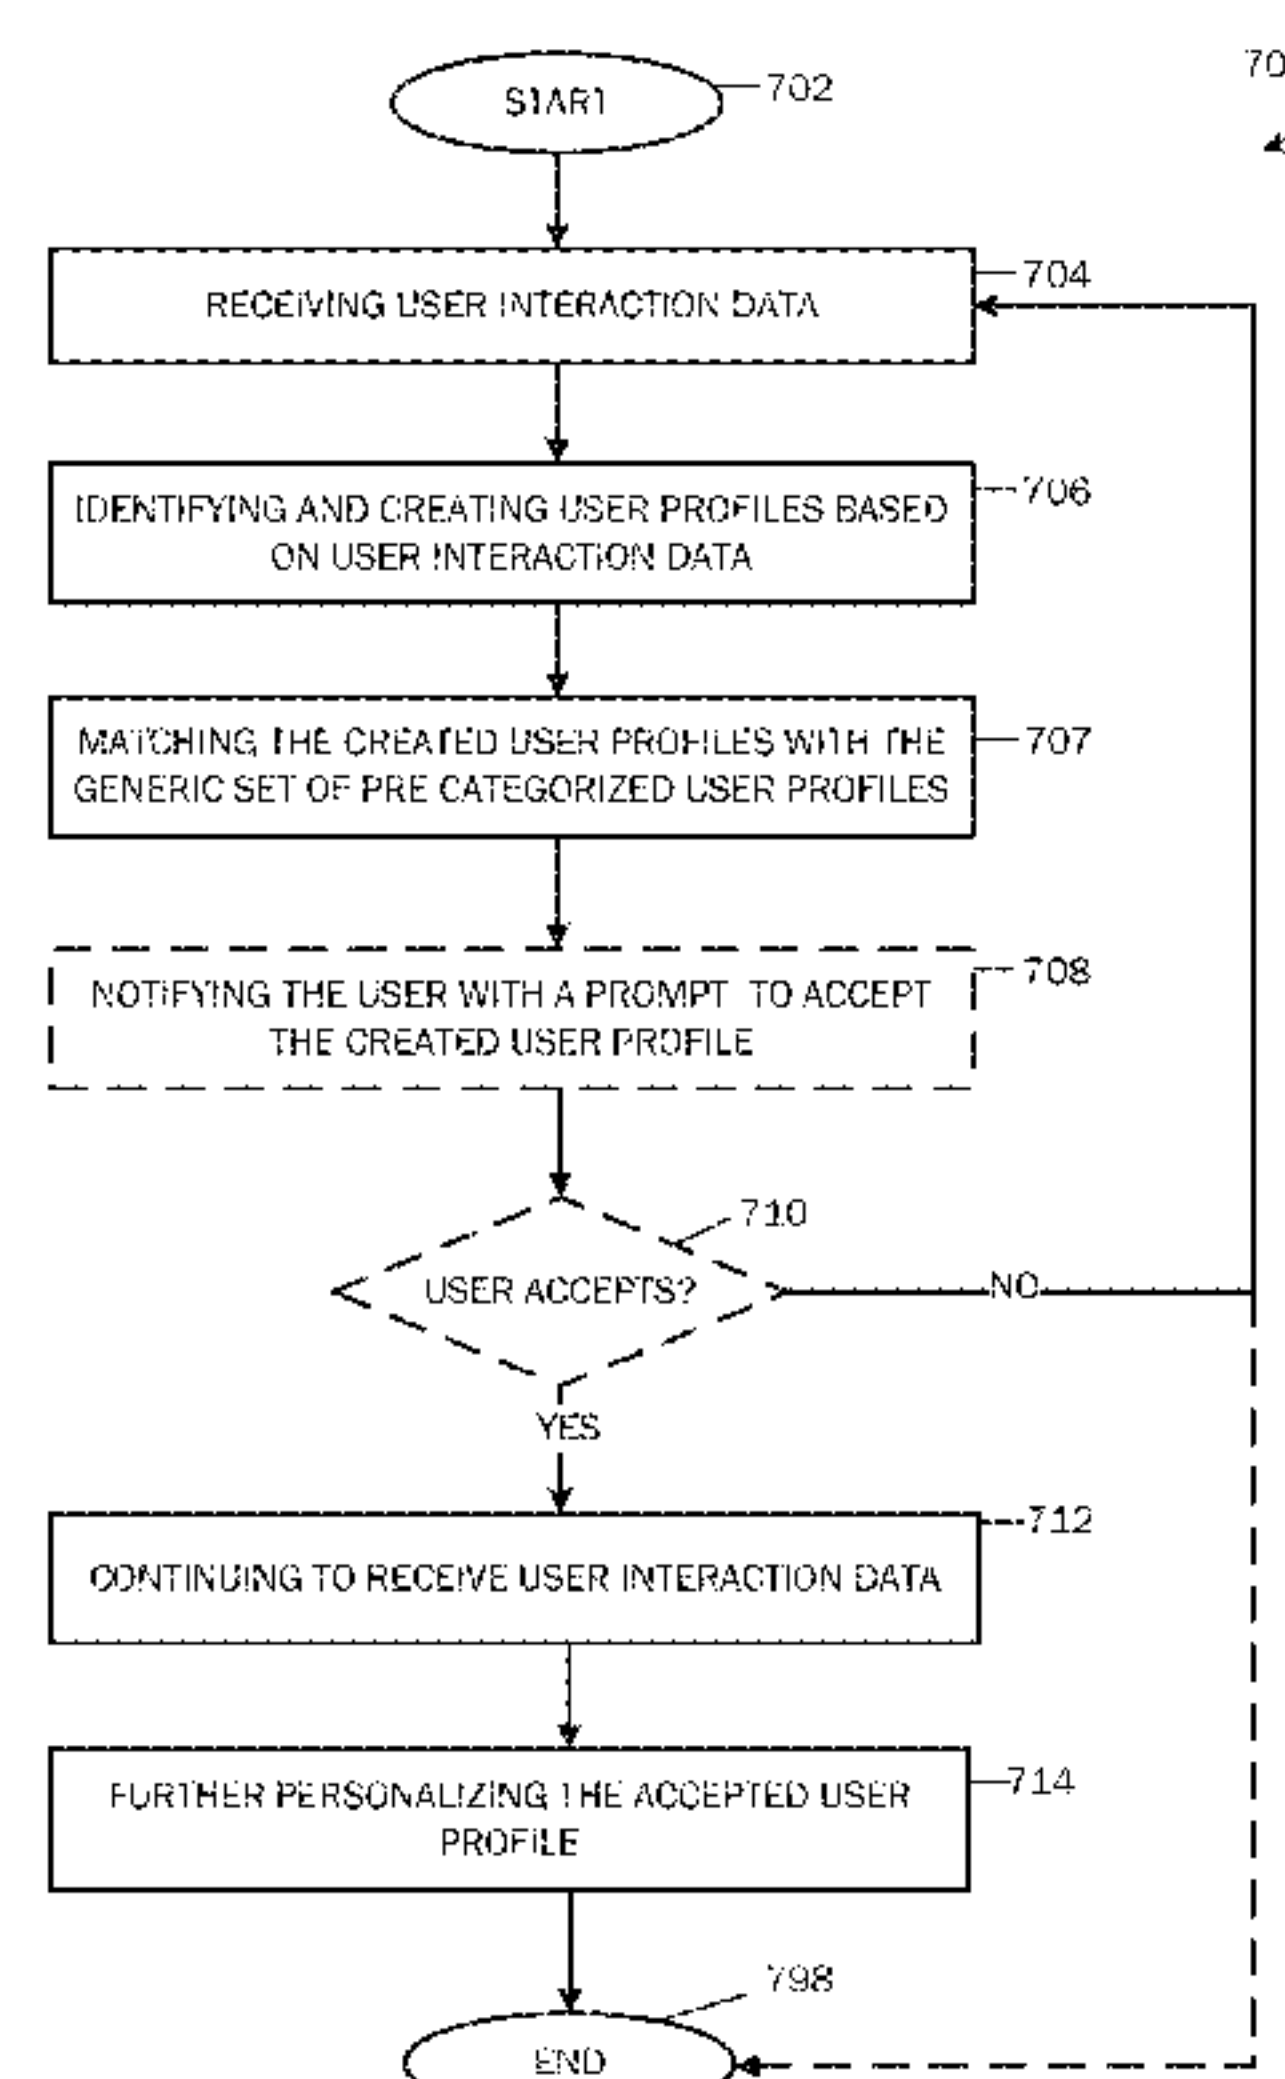 START
702
70
RECEIVING USER INTERACTION DATA
704
IDENTIFYING AND CREATING USER PROFILES BASED
ON USER INTERACTION DATA
706
MATCHING THE CREATED USER PROFILES WITH THE
GENERIC SET OF PRE CATEGORIZED USER PROFILES
707
NOTIFYING THE USER WITH A PROMPT TO ACCEPT
THE CREATED USER PROFILE
708
710
USER ACCEPTS?
NO
YES
712
CONTINUING TO RECEIVE USER INTERACTION DATA
FURTHER PERSONALIZING THE ACCEPTED USER
PROFILE
714
798
END